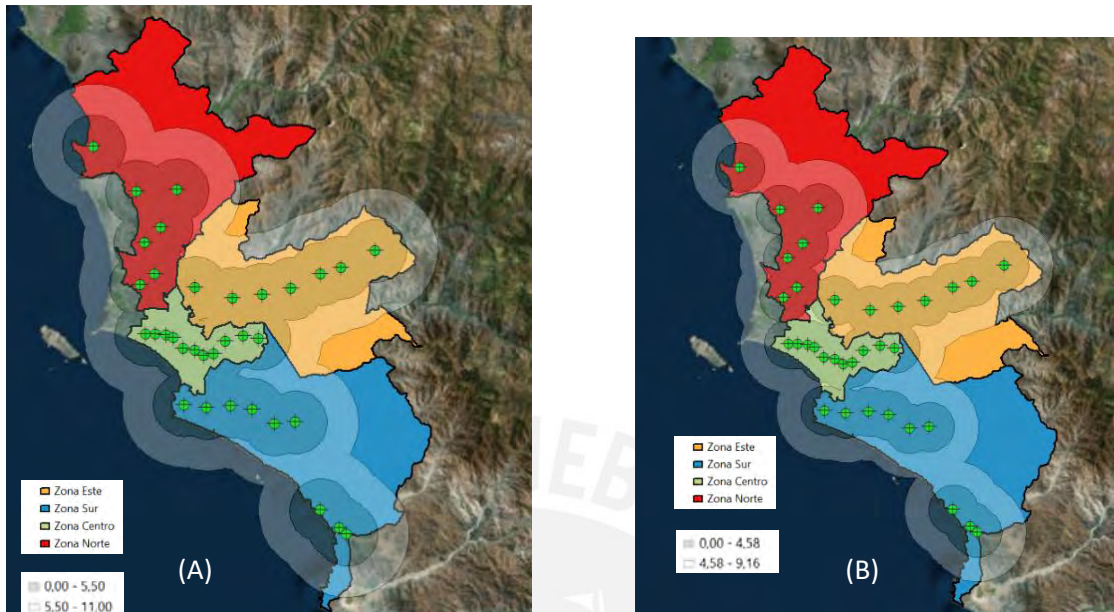 Zona Este
Zona Sur
Zona Centro
Zona Norte
0,00 - 5,50
5,50 - 11,00
(A)
Zona Este
Zona Sur
Zona Centro
Zona Norte
0,00 - 4,58
4,58 - 9,16
(B)